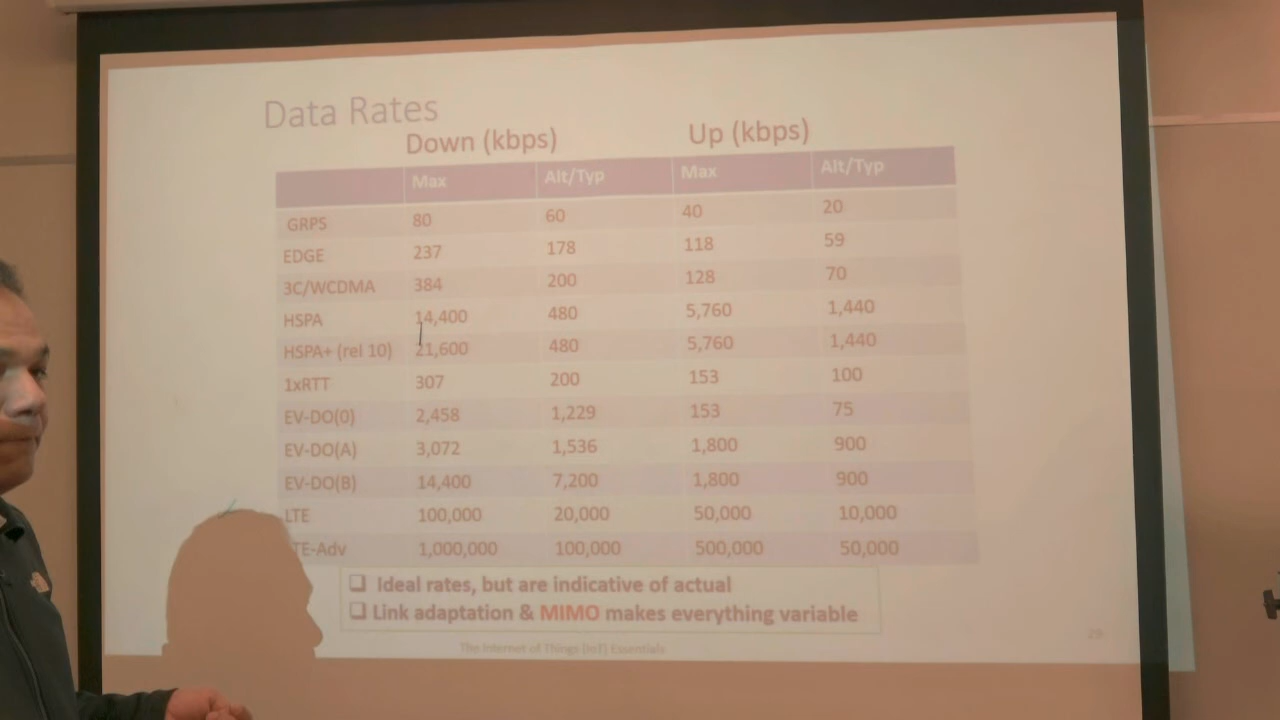 Data Rates
Down (kbps) Up (kbps)
Max Alt/Typ Max Alt/Typ
GRPS 80 60 40 20
EDGE 237 178 118 59
3C/WCDMA 384 200 128 70
HSPA 14,400 480 5,760 1,440
HSPA+ (rel 10) 21,600 480 5,760 1,440
1xRTT 307 200 153 100
EV-DO(0) 2,458 1,229 153 75
EV-DO(A) 3,072 1,536 1,800 900
EV-DO(B) 14,400 7,200 1,800 900
LTE 100,000 20,000 50,000 10,000
TE-Adv 1,000,000 100,000 500,000 50,000
❑ Ideal rates, but are indicative of actual
❑ Link adaptation & MIMO makes everything variable
The Internet of Things (IoT) Essentials
29